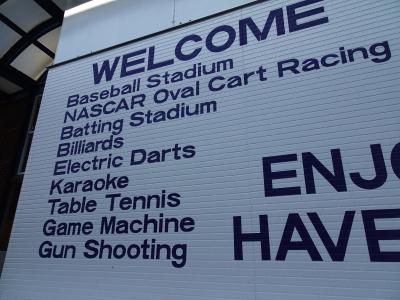 WELCOME
Baseball Stadium
NASCAR Oval Cart Racing
Batting Stadium
Billiards
Electric Darts
Karaoke
Table Tennis
Game Machine
Gun Shooting
HAVE